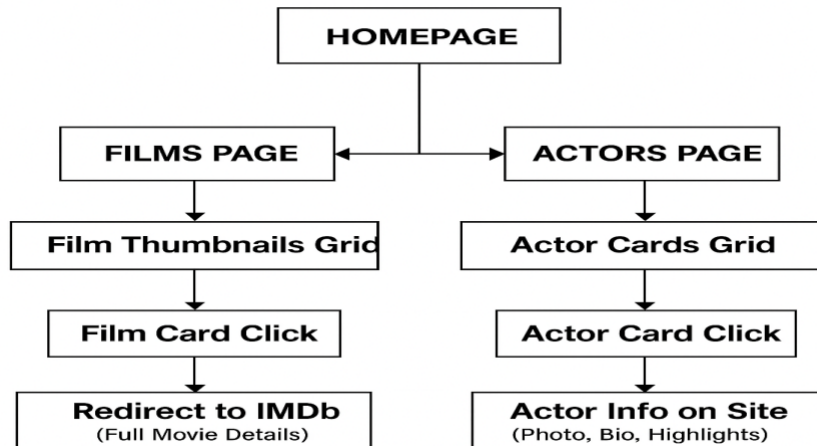 HOMEPAGE
FILMS PAGE
ACTORS PAGE
Film Thumbnails Grid
Actor Cards Grid
Film Card Click
Actor Card Click
Redirect to IMDb
(Full Movie Details)
Actor Info on Site
(Photo, Bio, Highlights)